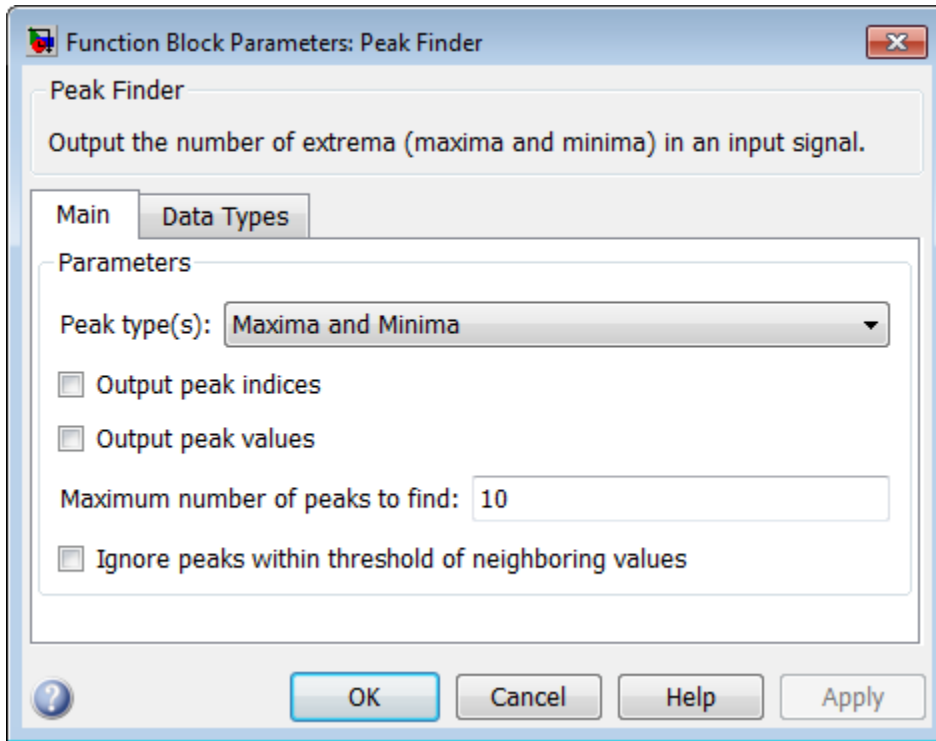 Function Block Parameters: Peak Finder
Peak Finder
Output the number of extrema (maxima and minima) in an input signal.
Main Data Types
Parameters
Peak type(s): Maxima and Minima
Output peak indices
Output peak values
Maximum number of peaks to find: 10
Ignore peaks within threshold of neighboring values
? OK Cancel Help Apply